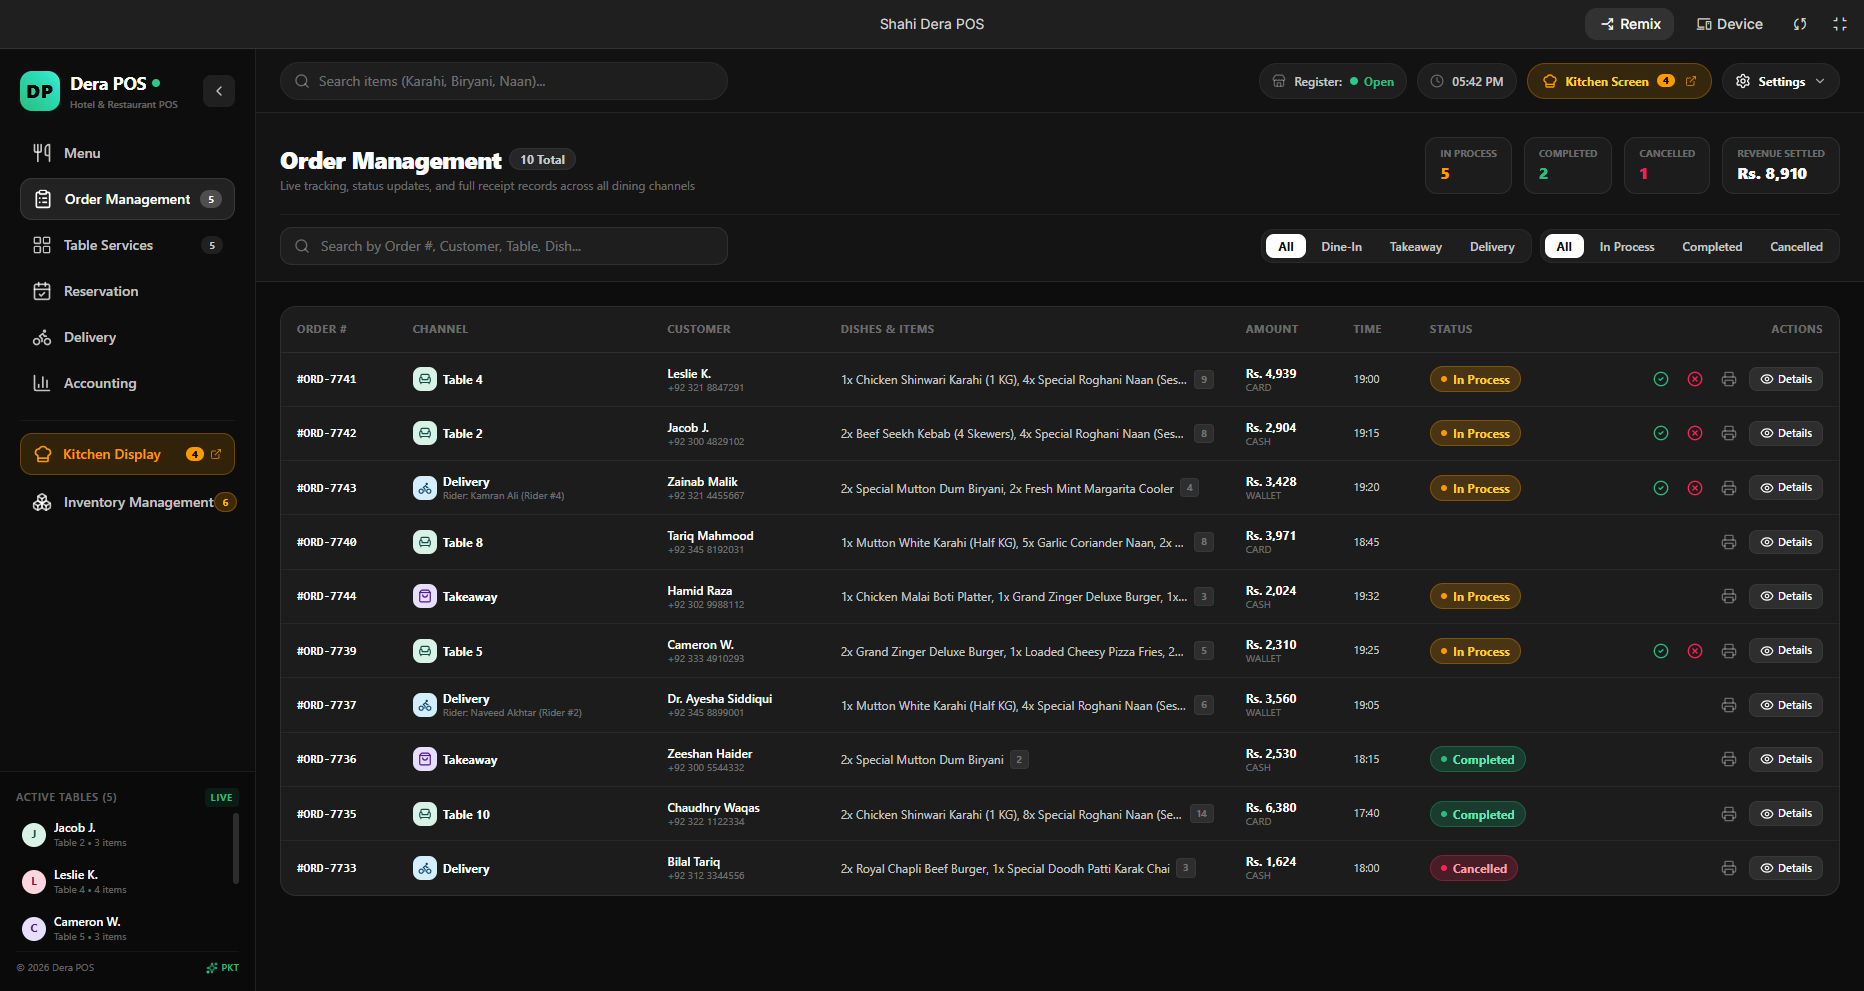 Shahi Dera POS
Remix
Device
DP
Dera POS
Hotel & Restaurant POS
Search items (Karahi, Biryani, Naan)...
Register: Open
05:42 PM
Kitchen Screen 4
Settings
Menu
Order Management 5
Table Services 5
Reservation
Delivery
Accounting
Kitchen Display 4
Inventory Management 6
ACTIVE TABLES (5) LIVE
J
Jacob J.
Table 2 • 3 items
L
Leslie K.
Table 4 • 4 items
C
Cameron W.
Table 5 • 3 items
© 2026 Dera POS
PKT
Order Management 10 Total
Live tracking, status updates, and full receipt records across all dining channels
IN PROCESS
5
COMPLETED
2
CANCELLED
1
REVENUE SETTLED
Rs. 8,910
Search by Order #, Customer, Table, Dish...
All Dine-In Takeaway Delivery
All In Process Completed Cancelled
ORDER # CHANNEL CUSTOMER DISHES & ITEMS AMOUNT TIME STATUS ACTIONS
#ORD-7741 Table 4 Leslie K. 1x Chicken Shinwari Karahi (1 KG), 4x Special Roghani Naan (Ses... 9 Rs. 4,939 19:00 In Process Details
+92 321 8847291 CARD
#ORD-7742 Table 2 Jacob J. 2x Beef Seekh Kebab (4 Skewers), 4x Special Roghani Naan (Ses... 8 Rs. 2,904 19:15 In Process Details
+92 300 4829102 CASH
#ORD-7743 Delivery Zainab Malik 2x Special Mutton Dum Biryani, 2x Fresh Mint Margarita Cooler 4 Rs. 3,428 19:20 In Process Details
Rider: Kamran Ali (Rider #4) +92 321 4455667 WALLET
#ORD-7740 Table 8 Tariq Mahmood 1x Mutton White Karahi (Half KG), 5x Garlic Coriander Naan, 2x ... 8 Rs. 3,971 18:45 Details
+92 345 8192031 CARD
#ORD-7744 Takeaway Hamid Raza 1x Chicken Malai Boti Platter, 1x Grand Zinger Deluxe Burger, 1x... 3 Rs. 2,024 19:32 In Process Details
+92 302 9988112 CASH
#ORD-7739 Table 5 Cameron W. 2x Grand Zinger Deluxe Burger, 1x Loaded Cheesy Pizza Fries, 2... 5 Rs. 2,310 19:25 In Process Details
+92 333 4910293 WALLET
#ORD-7737 Delivery Dr. Ayesha Siddiqui 1x Mutton White Karahi (Half KG), 4x Special Roghani Naan (Ses... 6 Rs. 3,560 19:05 Details
Rider: Naveed Akhtar (Rider #2) +92 345 8899001 WALLET
#ORD-7736 Takeaway Zeeshan Haider 2x Special Mutton Dum Biryani 2 Rs. 2,530 18:15 Completed Details
+92 300 5544332 CASH
#ORD-7735 Table 10 Chaudhry Waqas 2x Chicken Shinwari Karahi (1 KG), 8x Special Roghani Naan (Se... 14 Rs. 6,380 17:40 Completed Details
+92 322 1122334 CARD
#ORD-7733 Delivery Bilal Tariq 2x Royal Chapli Beef Burger, 1x Special Doodh Patti Karak Chai 3 Rs. 1,624 18:00 Cancelled Details
+92 312 3344556 CASH